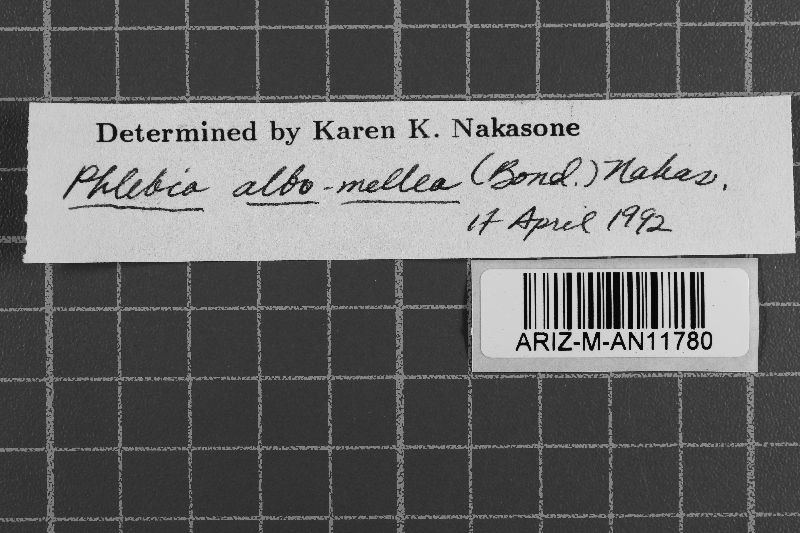 Determined by Karen K. Nakasone
Phlebia albo-mellea (Bond.) Nakas.
17 April 1992
ARIZ-M-AN11780